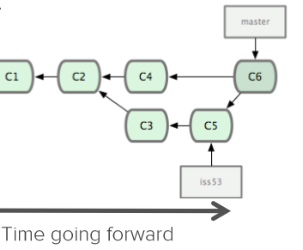 master
C1 C2 C4 C6
C3 C5
iss53
Time going forward